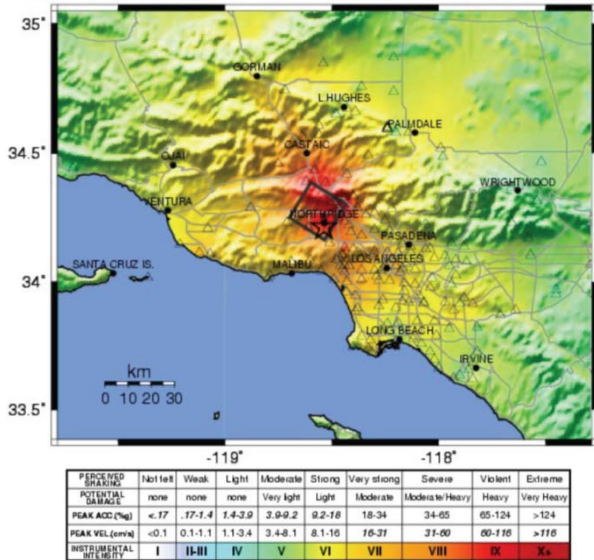 35°
GORMAN
L.HUGHES
PALMDALE
34.5°
CASTAIC
OJAI
WRIGHTWOOD
VENTURA
NORTHRIDGE
PASADENA
SANTA CRUZ IS.
MALIBU
LOS ANGELES
34°
LONG BEACH
IRVINE
km
0 10 20 30
33.5°
-119° -118°
PERCEIVED SHAKING Not felt Weak Light Moderate Strong Very strong Severe Violent Extreme
POTENTIAL DAMAGE none none none Very light Light Moderate Moderate/Heavy Heavy Very Heavy
PEAK ACC.(%g) <.17 .17-1.4 1.4-3.9 3.9-9.2 9.2-18 18-34 34-65 65-124 >124
PEAK VEL.(cm/s) <0.1 0.1-1.1 1.1-3.4 3.4-8.1 8.1-16 16-31 31-60 60-116 >116
INSTRUMENTAL INTENSITY I II-III IV V VI VII VIII IX X+